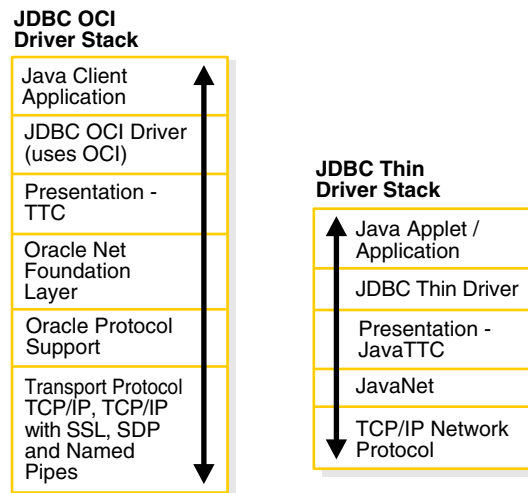 JDBC OCI
Driver Stack
Java Client
Application
JDBC OCI Driver
(uses OCI)
Presentation -
TTC
Oracle Net
Foundation
Layer
Oracle Protocol
Support
Transport Protocol
TCP/IP, TCP/IP
with SSL, SDP
and Named
Pipes
JDBC Thin
Driver Stack
Java Applet /
Application
JDBC Thin Driver
Presentation -
JavaTTC
JavaNet
TCP/IP Network
Protocol